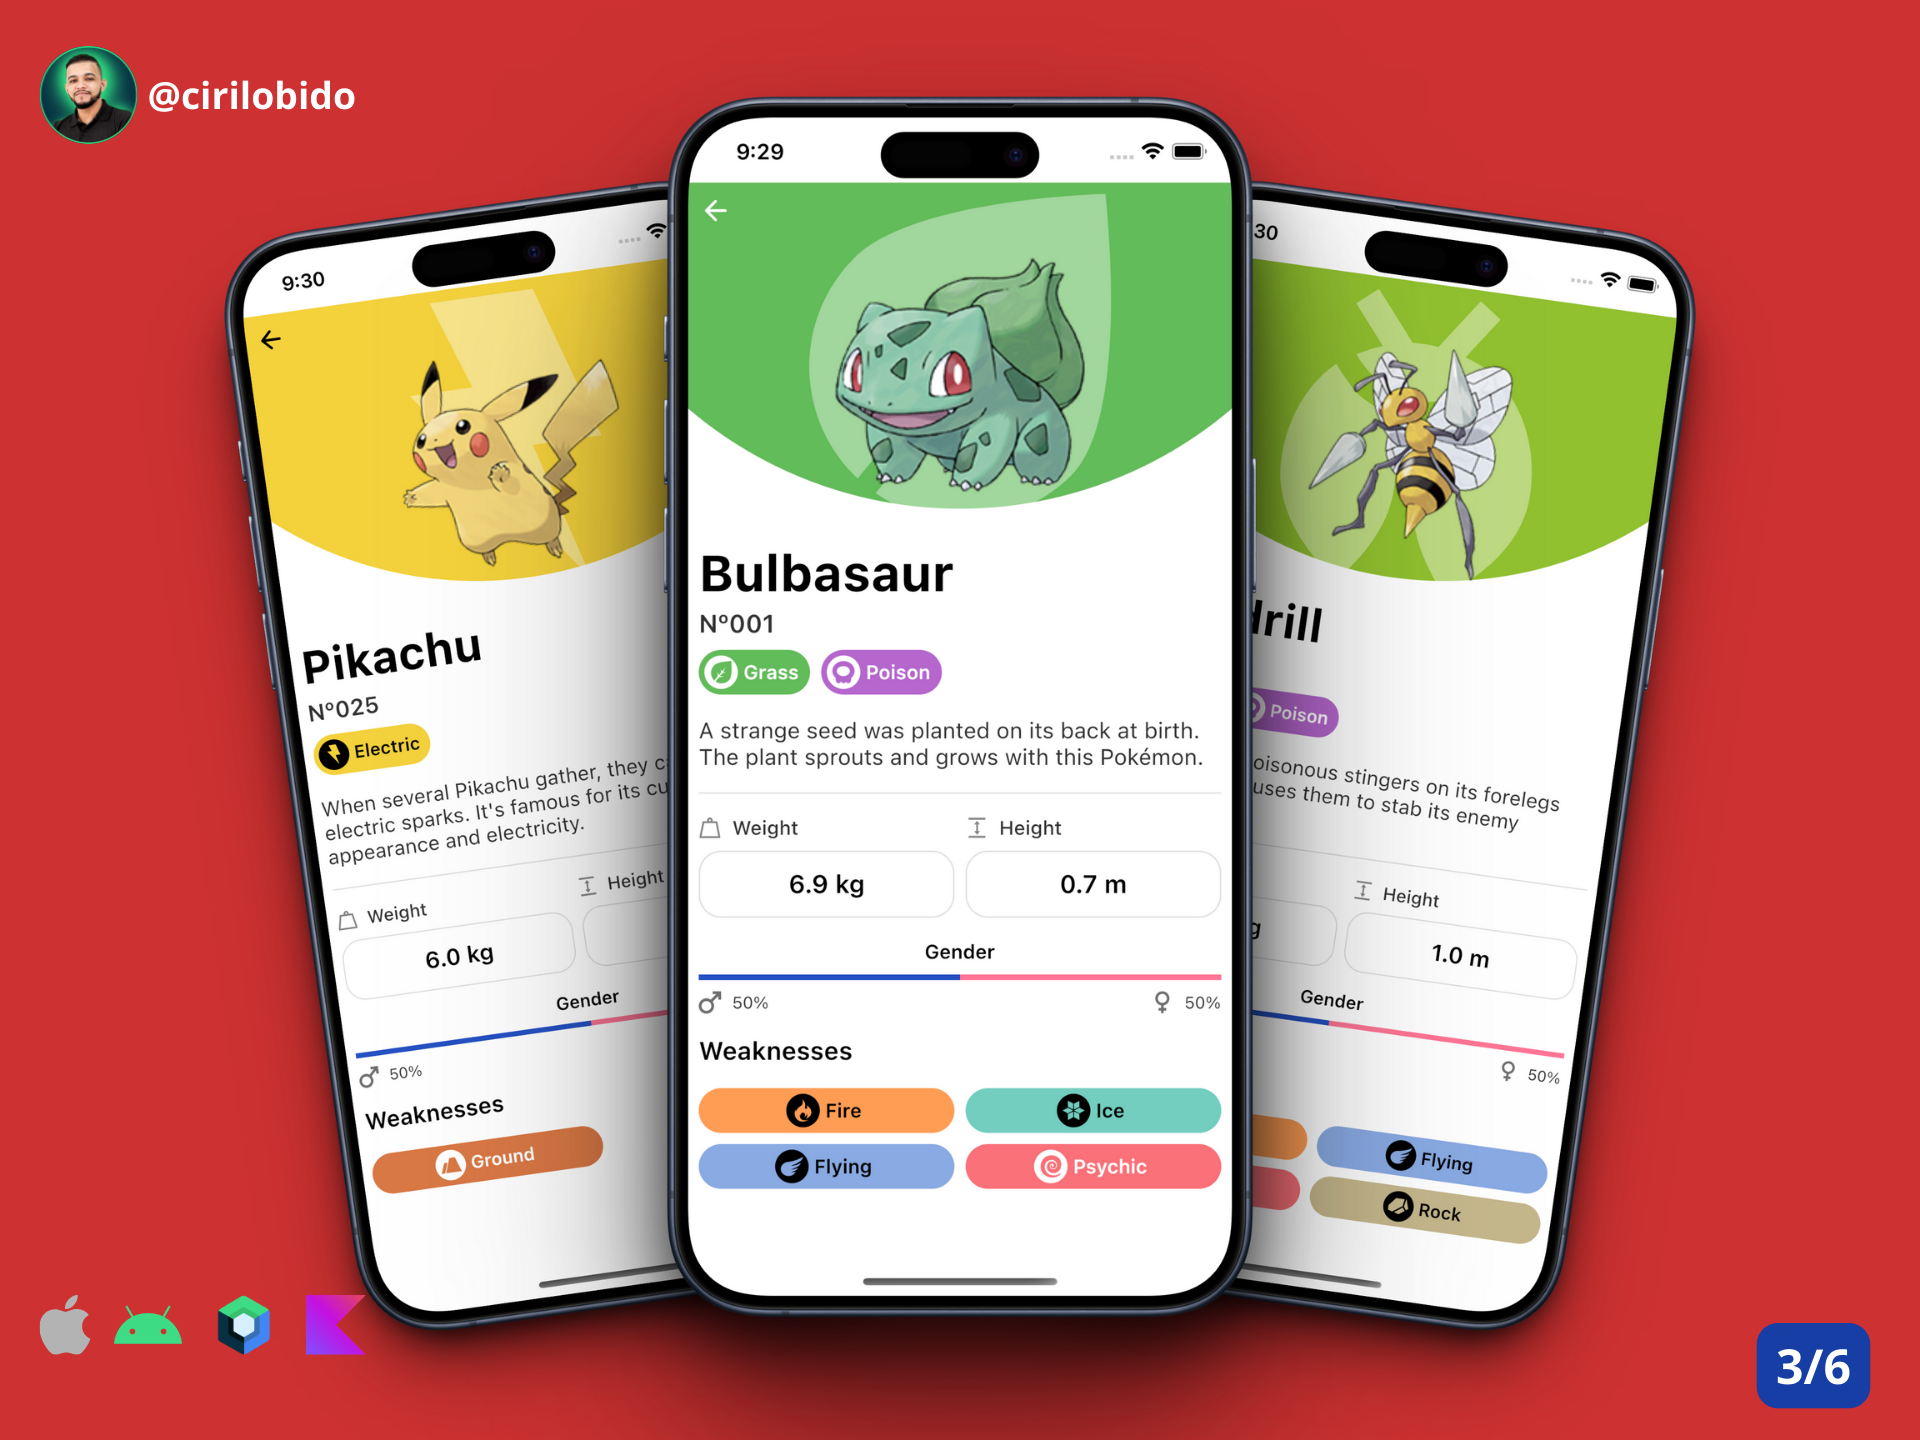 @cirilobido
9:30
Pikachu
Nº025
Electric
When several Pikachu gather, they
electric sparks. It's famous for its
appearance and electricity.
Weight
Height
6.0 kg
Gender
50%
Weaknesses
Ground
9:29
Bulbasaur
Nº001
Grass
Poison
A strange seed was planted on its back at birth.
The plant sprouts and grows with this Pokémon.
Weight
Height
6.9 kg
0.7 m
Gender
50%
50%
Weaknesses
Fire
Ice
Flying
Psychic
30
drill
Poison
oisonous stingers on its forelegs
uses them to stab its enemy
Height
1.0 m
Gender
50%
Flying
Rock
3/6